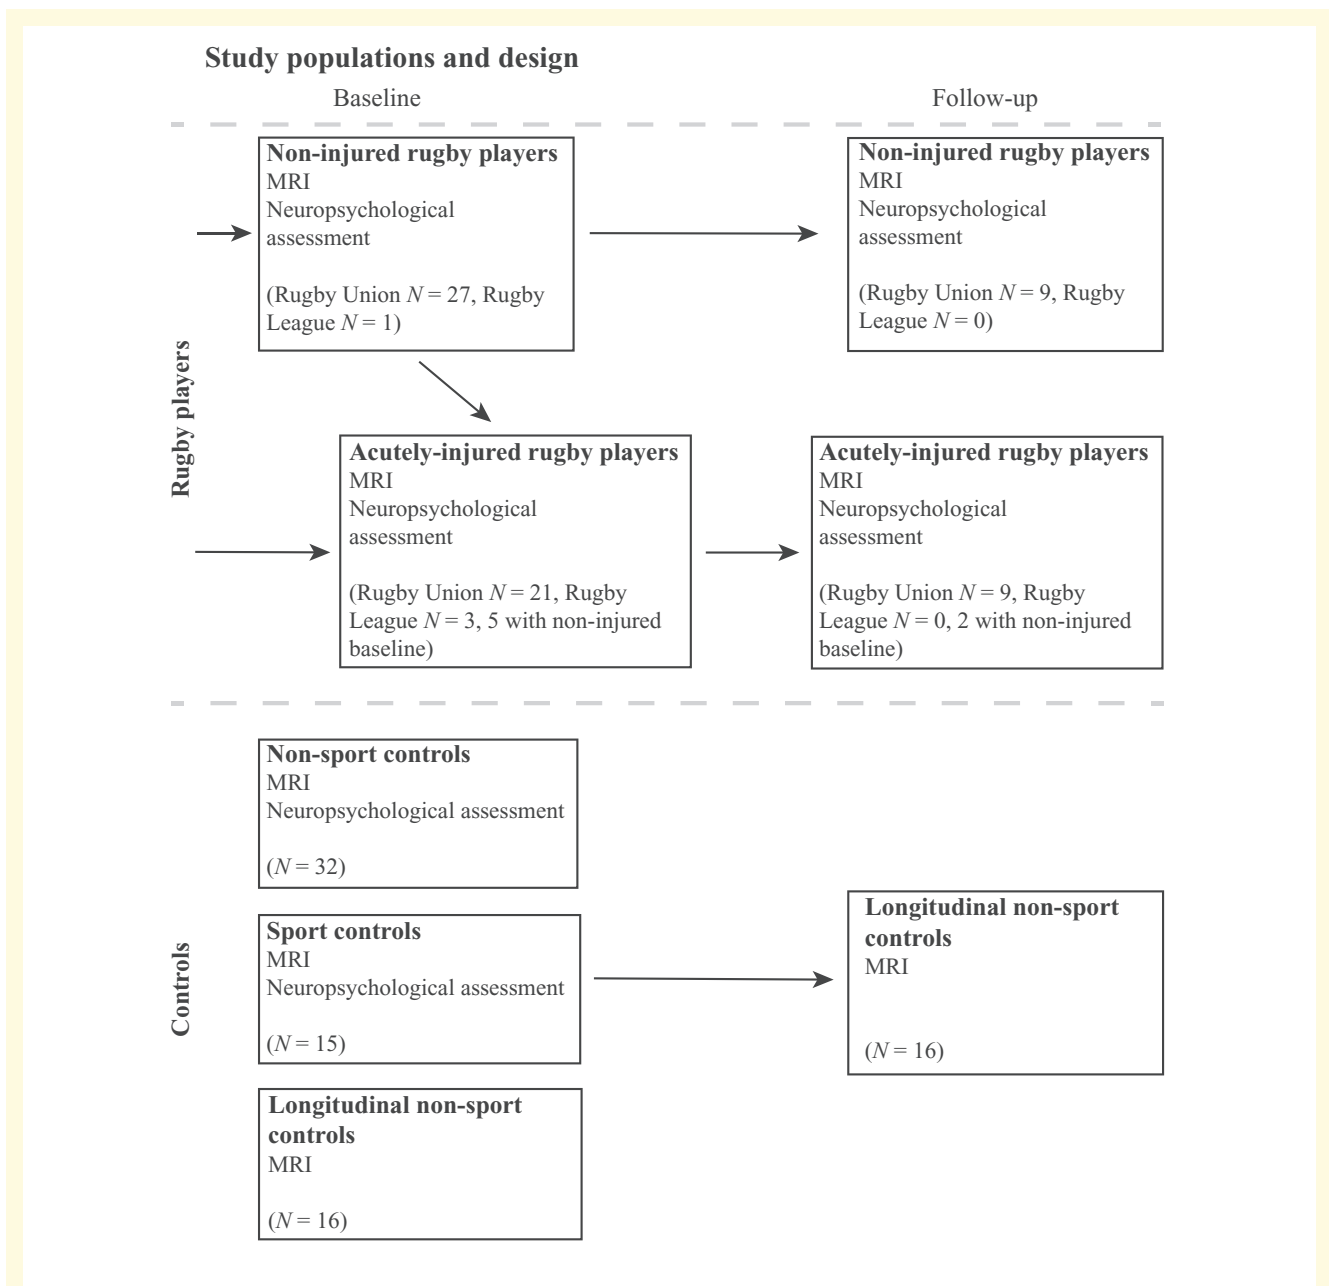 Study populations and design
Baseline
Follow-up
Rugby players
Non-injured rugby players
MRI
Neuropsychological
assessment
(Rugby Union N = 27, Rugby
League N = 1)
Non-injured rugby players
MRI
Neuropsychological
assessment
(Rugby Union N = 9, Rugby
League N = 0)
Acutely-injured rugby players
MRI
Neuropsychological
assessment
(Rugby Union N = 21, Rugby
League N = 3, 5 with non-injured
baseline)
Acutely-injured rugby players
MRI
Neuropsychological
assessment
(Rugby Union N = 9, Rugby
League N = 0, 2 with non-injured
baseline)
Controls
Non-sport controls
MRI
Neuropsychological assessment
(N = 32)
Sport controls
MRI
Neuropsychological assessment
(N = 15)
Longitudinal non-sport
controls
MRI
(N = 16)
Longitudinal non-sport
controls
MRI
(N = 16)